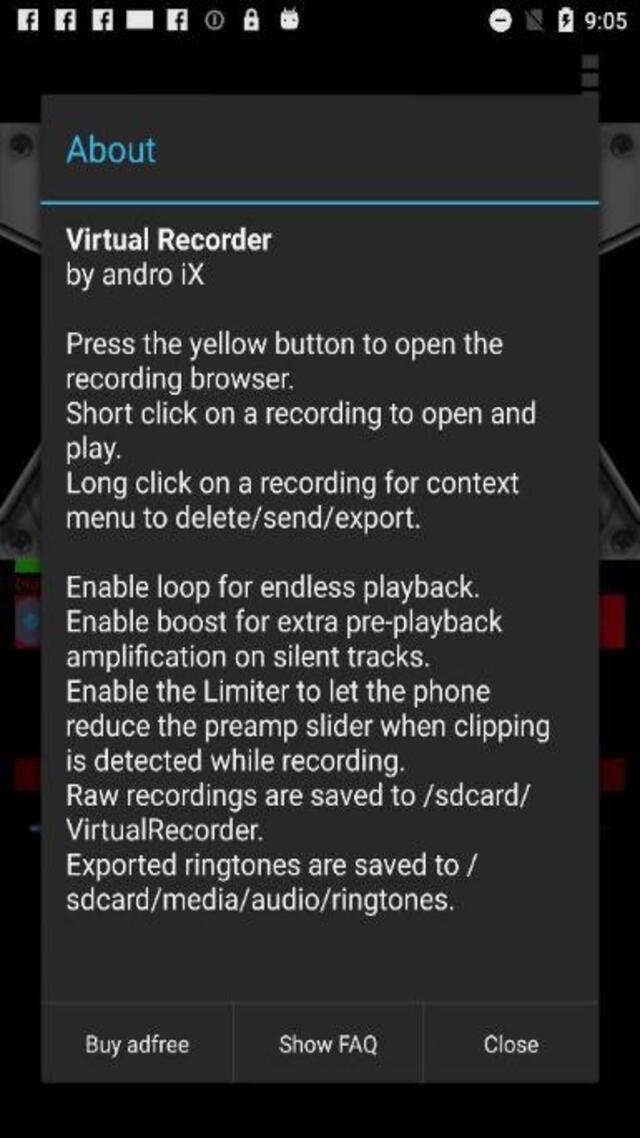 9:05
About
Virtual Recorder
by andro iX
Press the yellow button to open the
recording browser.
Short click on a recording to open and
play.
Long click on a recording for context
menu to delete/send/export.
Enable loop for endless playback.
Enable boost for extra pre-playback
amplification on silent tracks.
Enable the Limiter to let the phone
reduce the preamp slider when clipping
is detected while recording.
Raw recordings are saved to /sdcard/
VirtualRecorder.
Exported ringtones are saved to /
sdcard/media/audio/ringtones.
Buy adfree
Show FAQ
Close